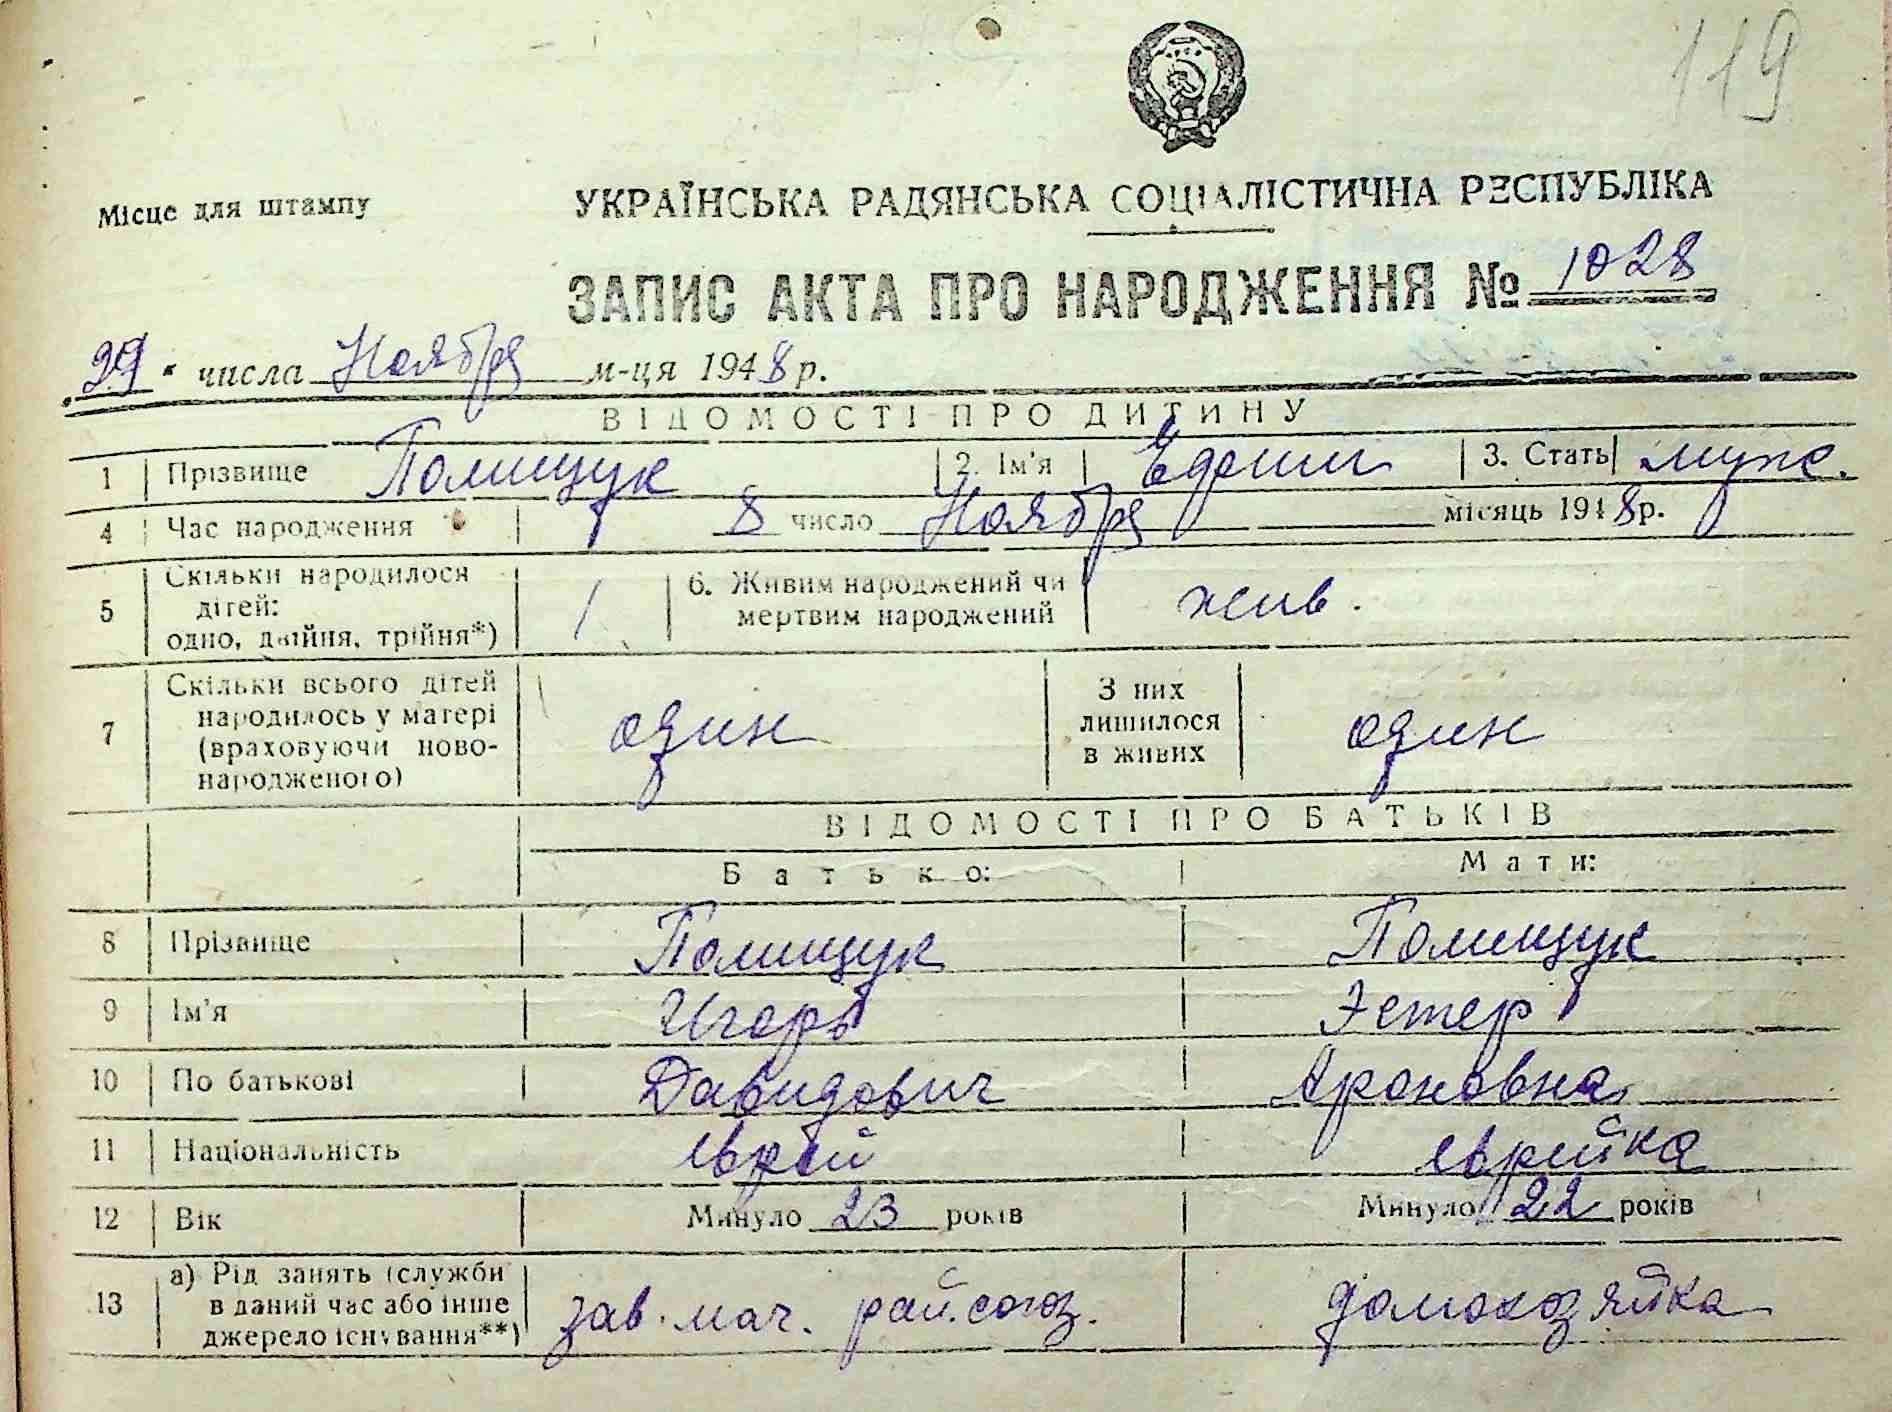 119
Місце для штампу
УКРАЇНСЬКА РАДЯНСЬКА СОЦІАЛІСТИЧНА РЕСПУБЛІКА
ЗАПИС АКТА ПРО НАРОДЖЕННЯ № 1028
29 " числа Ноября м-ця 1948 р.
ВІДОМОСТІ ПРО ДИТИНУ
1 Прізвище Полищук 2. Ім'я Ефим 3. Стать муж.
4 Час народження 8 число Ноября місяць 1948 р.
5 Скільки народилося дітей: одно, двійня, трійня*) 1 6. Живим народжений чи мертвим народжений жив.
7 Скільки всього дітей народилось у матері (враховуючи новонародженого) один З них лишилося в живих один
ВІДОМОСТІ ПРО БАТЬКІВ
Батько: Мати:
8 Прізвище Полищук Полищук
9 Ім'я Игорь Эстер
10 По батькові Давидович Ароновна
11 Національність еврей еврейка
12 Вік Минуло 23 років Минуло 22 років
13 а) Рід занять (служби в даний час або інше джерело існування**) зав. маг. рай.союз. домохозяйка